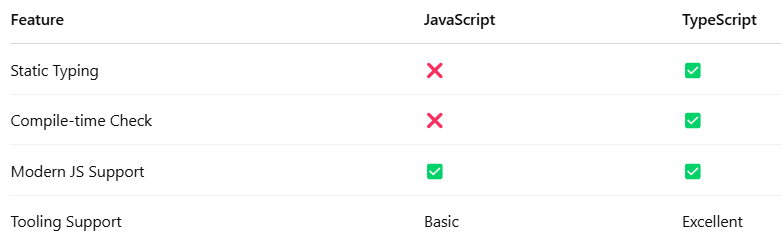 Feature JavaScript TypeScript
Static Typing ❌ ✅
Compile-time Check ❌ ✅
Modern JS Support ✅ ✅
Tooling Support Basic Excellent